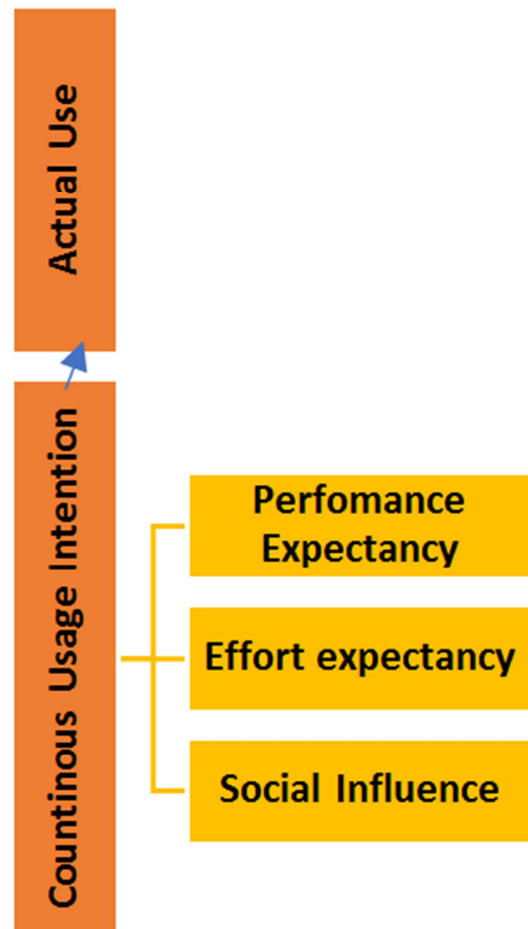 Actual Use
Countinous Usage Intention
Perfomance
Expectancy
Effort expectancy
Social Influence